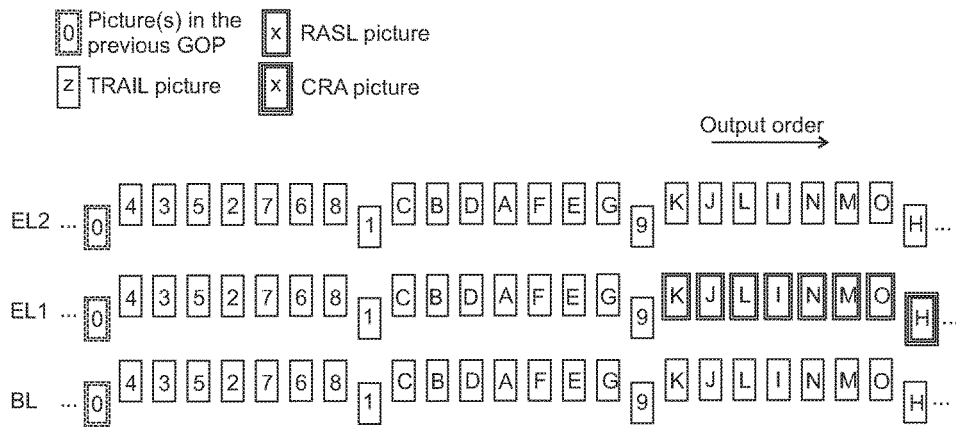 0 Picture(s) in the previous GOP
x RASL picture
z TRAIL picture
x CRA picture
Output order
EL2 ... 0 4 3 5 2 7 6 8 1 C B D A F E G 9 K J L I N M O H ...
EL1 ... 0 4 3 5 2 7 6 8 1 C B D A F E G 9 K J L I N M O H ...
BL ... 0 4 3 5 2 7 6 8 1 C B D A F E G 9 K J L I N M O H ...